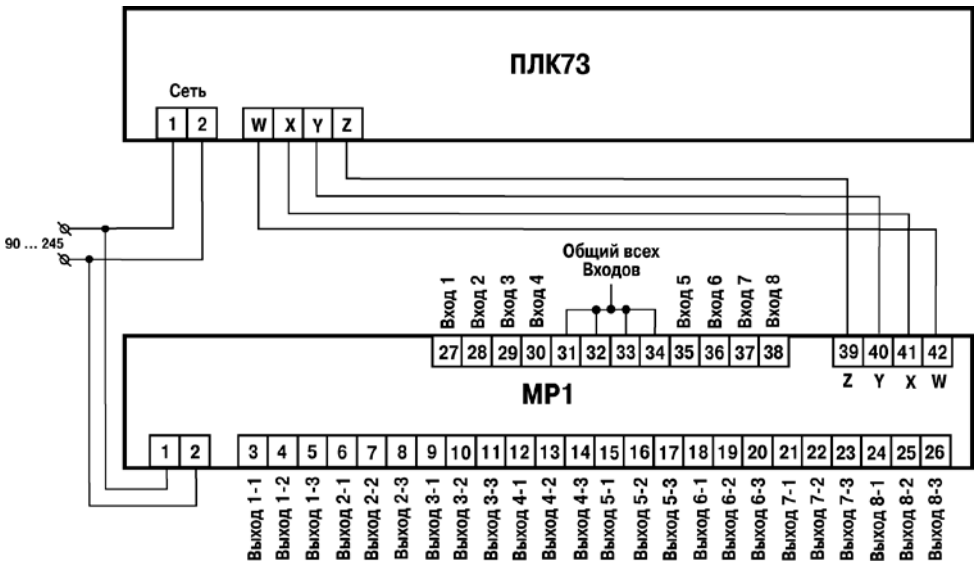 ПЛК73
Сеть
1 2 W X Y Z
90 ... 245
Общий всех
Входов
Вход 1
Вход 2
Вход 3
Вход 4
Вход 5
Вход 6
Вход 7
Вход 8
27 28 29 30 31 32 33 34 35 36 37 38 39 40 41 42
Z Y X W
МР1
1 2 3 4 5 6 7 8 9 10 11 12 13 14 15 16 17 18 19 20 21 22 23 24 25 26
Выход 1-1
Выход 1-2
Выход 1-3
Выход 2-1
Выход 2-2
Выход 2-3
Выход 3-1
Выход 3-2
Выход 3-3
Выход 4-1
Выход 4-2
Выход 4-3
Выход 5-1
Выход 5-2
Выход 5-3
Выход 6-1
Выход 6-2
Выход 6-3
Выход 7-1
Выход 7-2
Выход 7-3
Выход 8-1
Выход 8-2
Выход 8-3